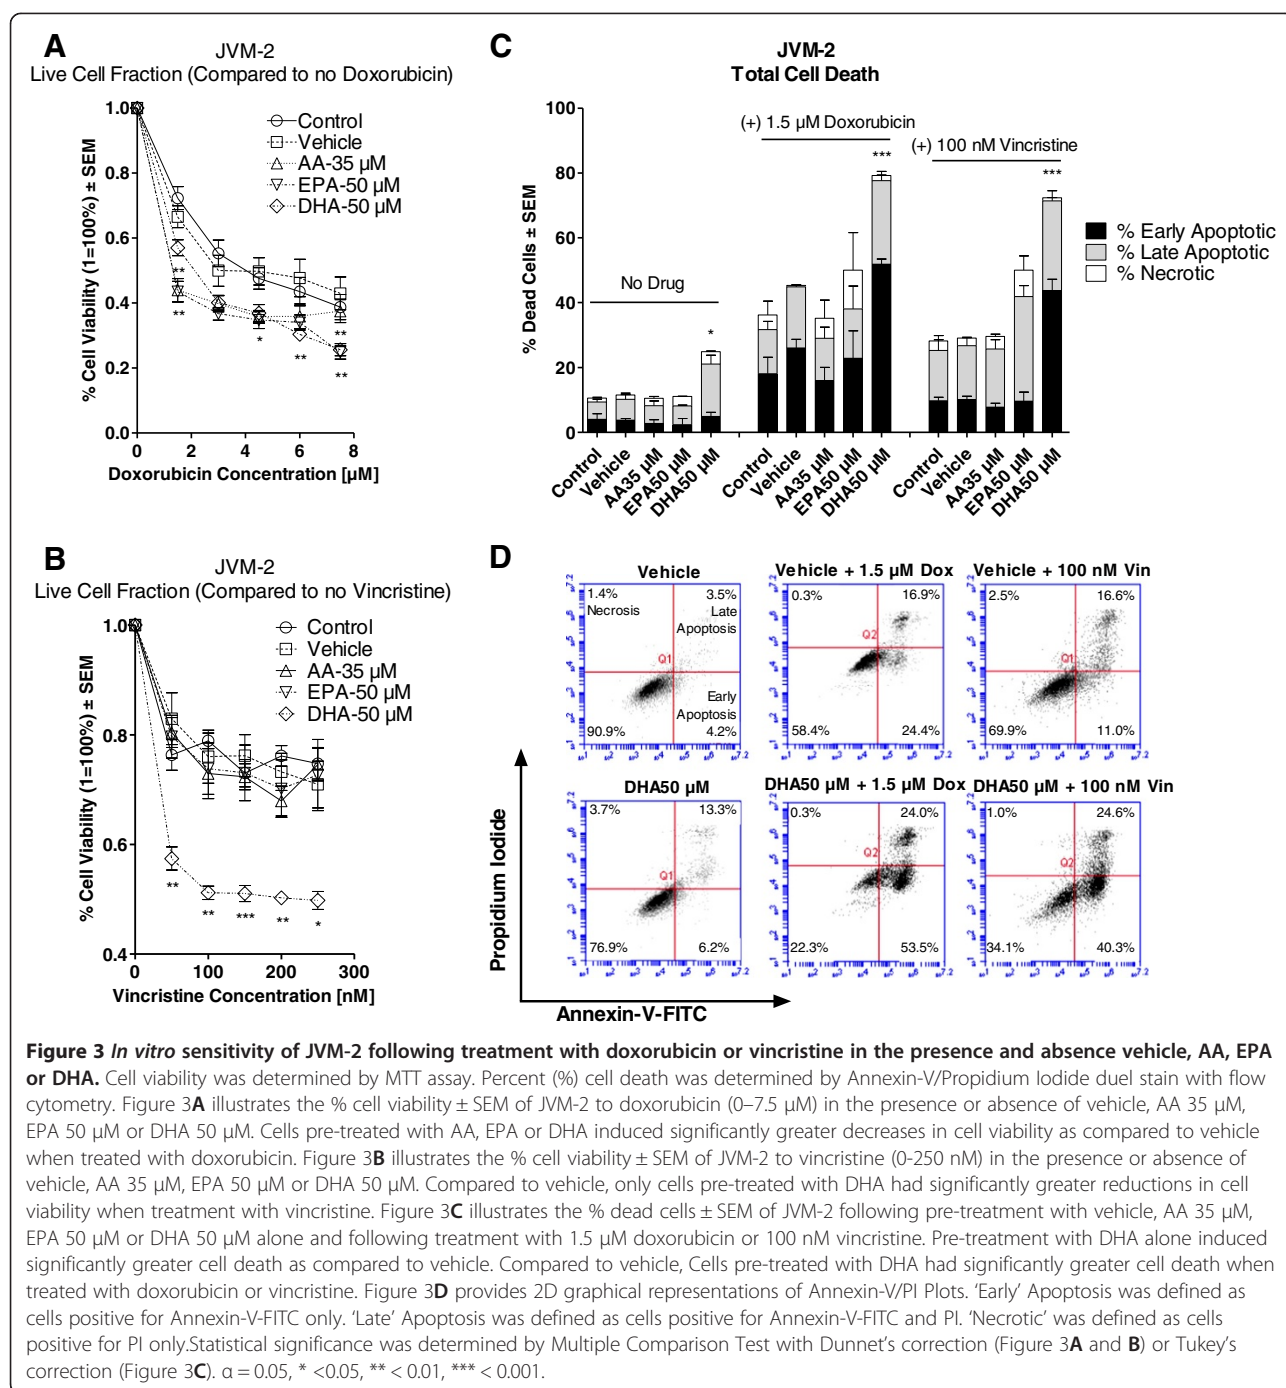 A
JVM-2
Live Cell Fraction (Compared to no Doxorubicin)
Control
Vehicle
AA-35 µM
EPA-50 µM
DHA-50 µM
% Cell Viability (1=100%) ± SEM
1.0
0.8
0.6
0.4
0.2
0.0
**
**
*
**
**
**
0 2 4 6 8
Doxorubicin Concentration [µM]
B
JVM-2
Live Cell Fraction (Compared to no Vincristine)
Control
Vehicle
AA-35 µM
EPA-50 µM
DHA-50 µM
% Cell Viability (1=100%) ± SEM
1.0
0.8
0.6
0.4
** ** *** ** *
0 100 200 300
Vincristine Concentration [nM]
C
JVM-2
Total Cell Death
% Dead Cells ± SEM
100
80
60
40
20
0
No Drug
*
(+) 1.5 µM Doxorubicin
***
(+) 100 nM Vincristine
***
% Early Apoptotic
% Late Apoptotic
% Necrotic
Control Vehicle AA35 µM EPA50 µM DHA50 µM
Control Vehicle AA35 µM EPA50 µM DHA50 µM
Control Vehicle AA35 µM EPA50 µM DHA50 µM
D
Vehicle
1.4% 3.5%
Necrosis Late
Apoptosis
Q1
Early
Apoptosis
90.9% 4.2%
Vehicle + 1.5 µM Dox
0.3% 16.9%
Q2
58.4% 24.4%
Vehicle + 100 nM Vin
2.5% 16.6%
Q1
69.9% 11.0%
DHA50 µM
3.7% 13.3%
Q1
76.9% 6.2%
DHA50 µM + 1.5 µM Dox
0.3% 24.0%
Q2
22.3% 53.5%
DHA50 µM + 100 nM Vin
1.0% 24.6%
Q2
34.1% 40.3%
Propidium Iodide
Annexin-V-FITC
Figure 3 In vitro sensitivity of JVM-2 following treatment with doxorubicin or vincristine in the presence and absence vehicle, AA, EPA
or DHA. Cell viability was determined by MTT assay. Percent (%) cell death was determined by Annexin-V/Propidium Iodide duel stain with flow
cytometry. Figure 3A illustrates the % cell viability ± SEM of JVM-2 to doxorubicin (0–7.5 µM) in the presence or absence of vehicle, AA 35 µM,
EPA 50 µM or DHA 50 µM. Cells pre-treated with AA, EPA or DHA induced significantly greater decreases in cell viability as compared to vehicle
when treated with doxorubicin. Figure 3B illustrates the % cell viability ± SEM of JVM-2 to vincristine (0-250 nM) in the presence or absence of
vehicle, AA 35 µM, EPA 50 µM or DHA 50 µM. Compared to vehicle, only cells pre-treated with DHA had significantly greater reductions in cell
viability when treatment with vincristine. Figure 3C illustrates the % dead cells ± SEM of JVM-2 following pre-treatment with vehicle, AA 35 µM,
EPA 50 µM or DHA 50 µM alone and following treatment with 1.5 µM doxorubicin or 100 nM vincristine. Pre-treatment with DHA alone induced
significantly greater cell death as compared to vehicle. Compared to vehicle, Cells pre-treated with DHA had significantly greater cell death when
treated with doxorubicin or vincristine. Figure 3D provides 2D graphical representations of Annexin-V/PI Plots. ‘Early’ Apoptosis was defined as
cells positive for Annexin-V-FITC only. ‘Late’ Apoptosis was defined as cells positive for Annexin-V-FITC and PI. ‘Necrotic’ was defined as cells
positive for PI only.Statistical significance was determined by Multiple Comparison Test with Dunnet’s correction (Figure 3A and B) or Tukey’s
correction (Figure 3C). α = 0.05, * <0.05, ** < 0.01, *** < 0.001.